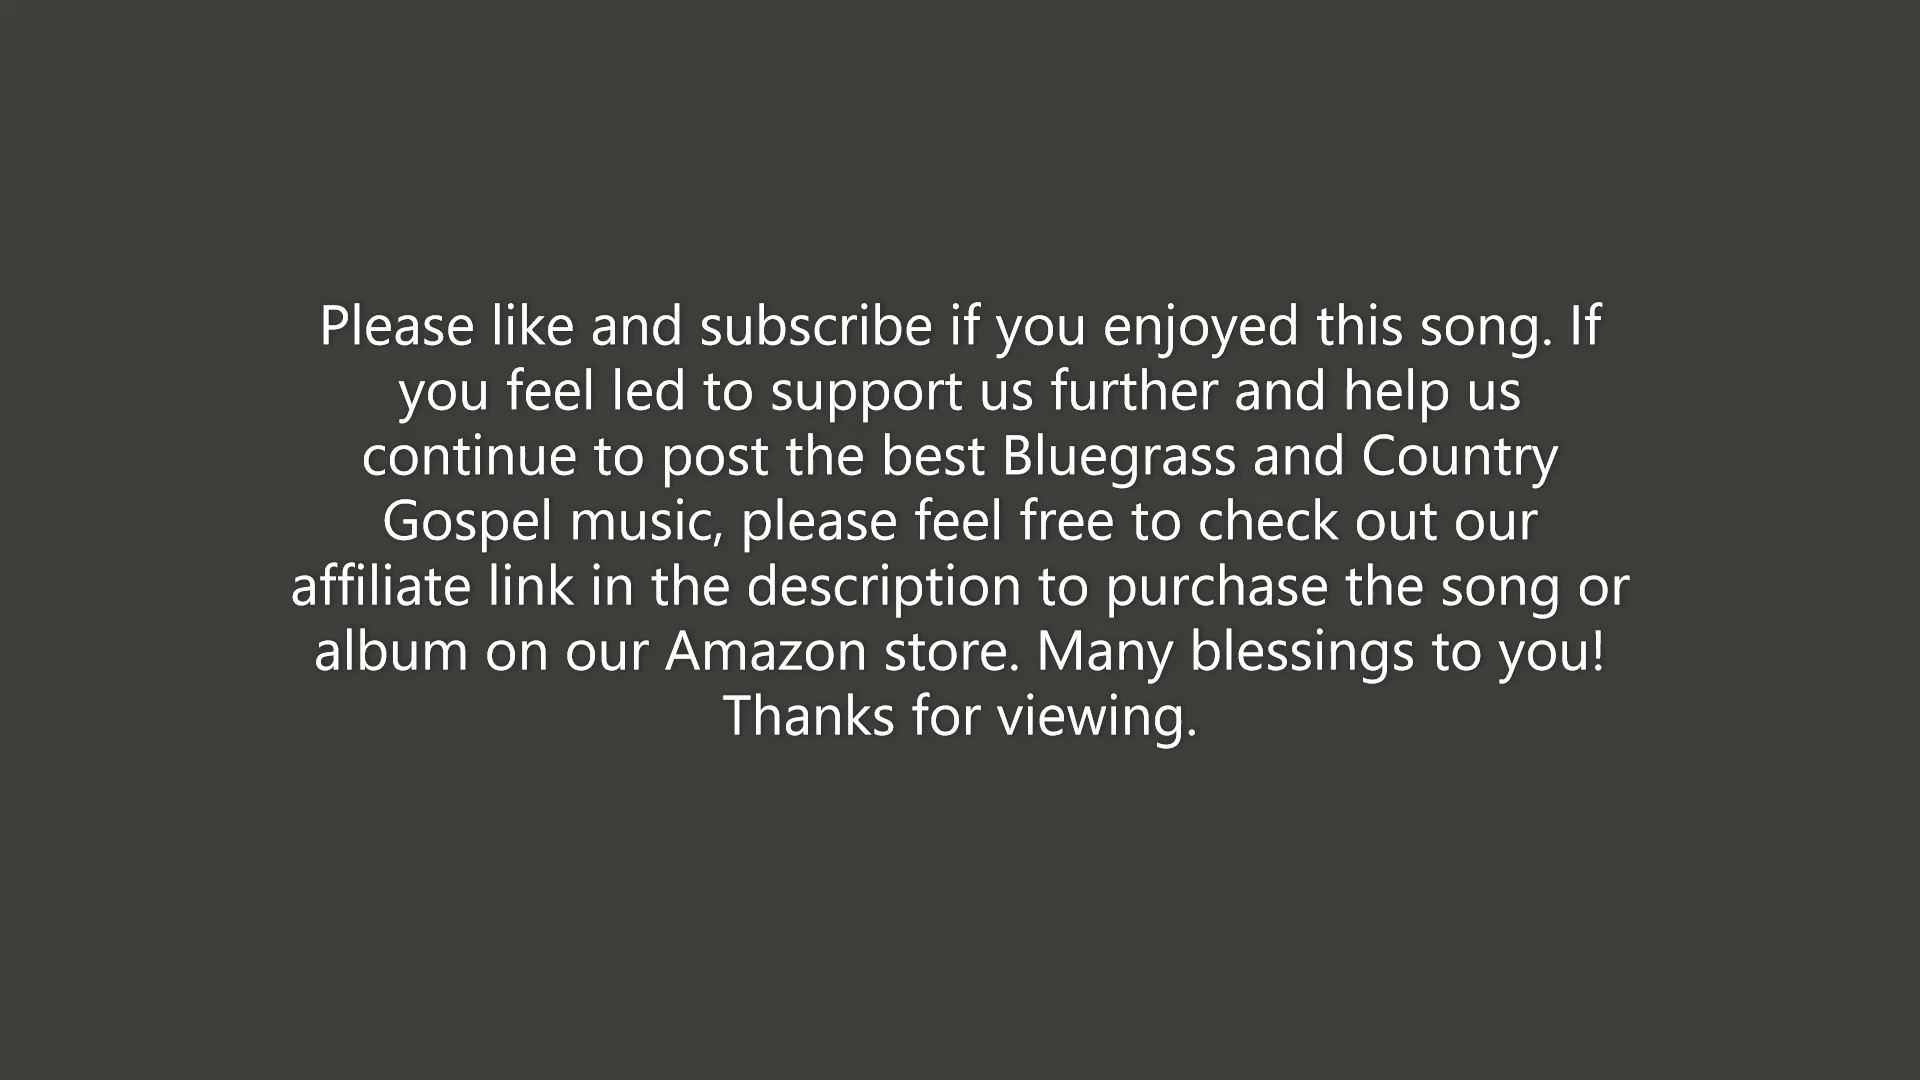 Please like and subscribe if you enjoyed this song. If
you feel led to support us further and help us
continue to post the best Bluegrass and Country
Gospel music, please feel free to check out our
affiliate link in the description to purchase the song or
album on our Amazon store. Many blessings to you!
Thanks for viewing.